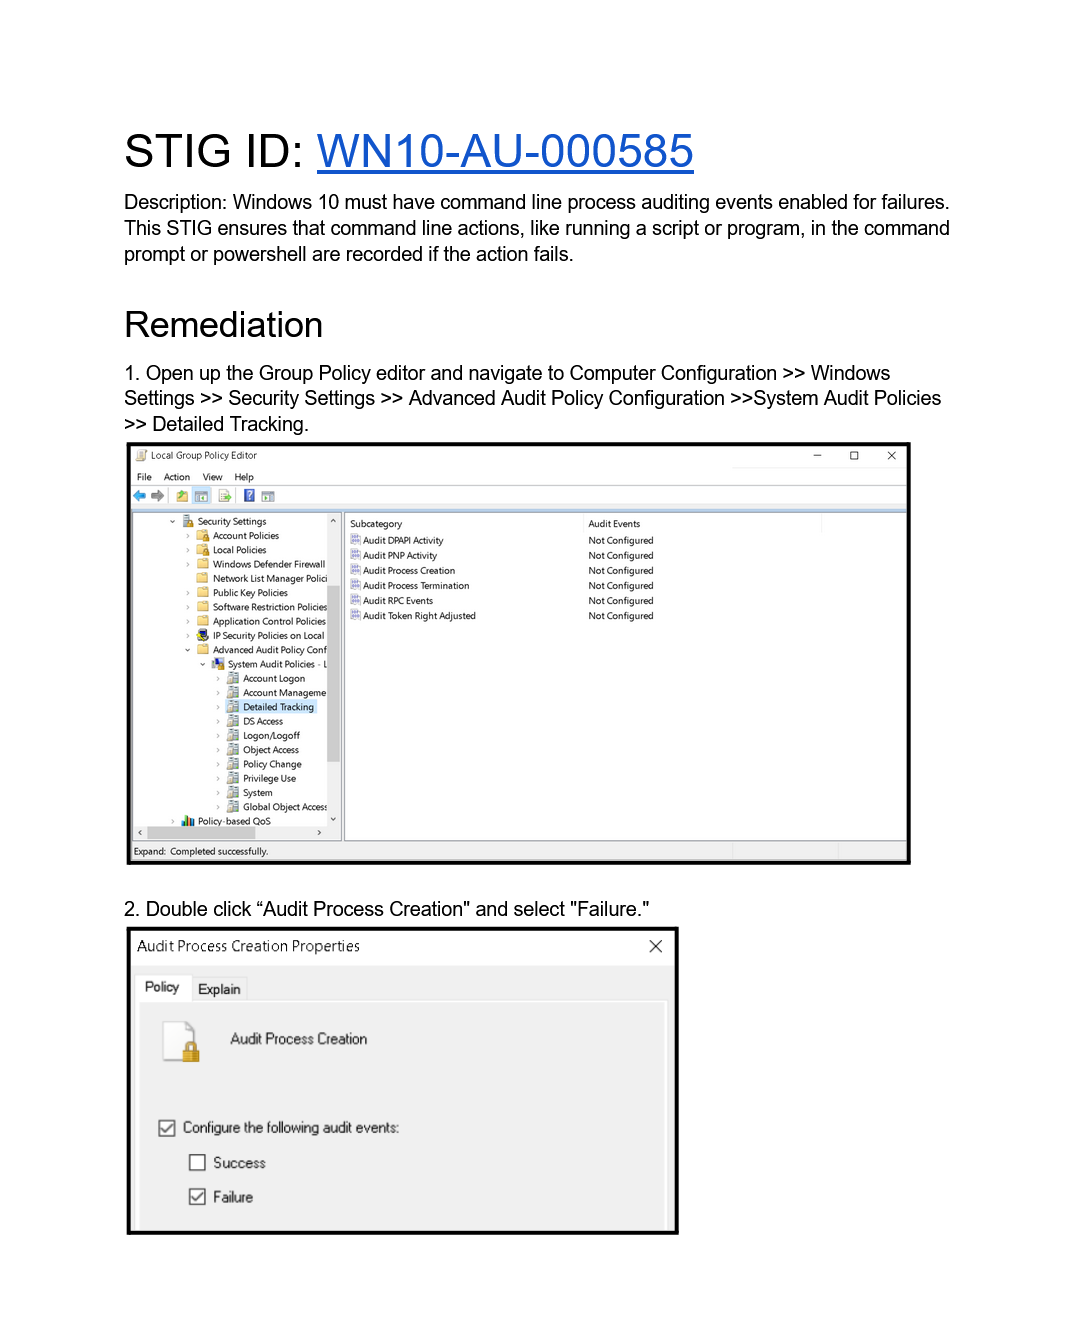 STIG ID: WN10-AU-000585
Description: Windows 10 must have command line process auditing events enabled for failures.
This STIG ensures that command line actions, like running a script or program, in the command
prompt or powershell are recorded if the action fails.
Remediation
1. Open up the Group Policy editor and navigate to Computer Configuration >> Windows
Settings >> Security Settings >> Advanced Audit Policy Configuration >>System Audit Policies
>> Detailed Tracking.
Local Group Policy Editor
File Action View Help
Security Settings
Account Policies
Local Policies
Windows Defender Firewall
Network List Manager Polici
Public Key Policies
Software Restriction Policies
Application Control Policies
IP Security Policies on Local
Advanced Audit Policy Conf
System Audit Policies - L
Account Logon
Account Manageme
Detailed Tracking
DS Access
Logon/Logoff
Object Access
Policy Change
Privilege Use
System
Global Object Access
Policy-based QoS
Subcategory Audit Events
Audit DPAPI Activity Not Configured
Audit PNP Activity Not Configured
Audit Process Creation Not Configured
Audit Process Termination Not Configured
Audit RPC Events Not Configured
Audit Token Right Adjusted Not Configured
Expand: Completed successfully.
2. Double click “Audit Process Creation" and select "Failure."
Audit Process Creation Properties
Policy Explain
Audit Process Creation
Configure the following audit events:
Success
Failure